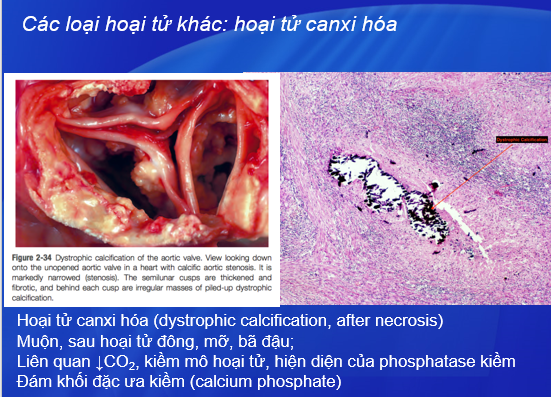 Các loại hoại tử khác: hoại tử canxi hóa
Dystrophic Calcification
Figure 2-34 Dystrophic calcification of the aortic valve. View looking down
onto the unopened aortic valve in a heart with calcific aortic stenosis. It is
markedly narrowed (stenosis). The semilunar cusps are thickened and
fibrotic, and behind each cusp are irregular masses of piled-up dystrophic
calcification.
Hoại tử canxi hóa (dystrophic calcification, after necrosis)
Muộn, sau hoại tử đông, mỡ, bã đậu;
Liên quan ↓CO₂, kiềm mô hoại tử, hiện diện của phosphatase kiềm
Đám khối đặc ưa kiềm (calcium phosphate)